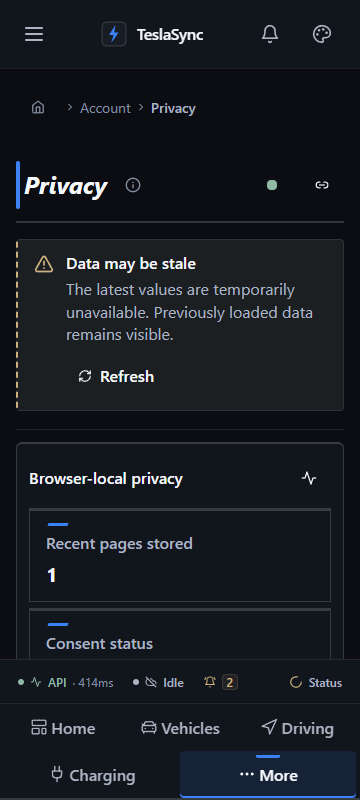 TeslaSync
Account
Privacy
Privacy
Data may be stale
The latest values are temporarily
unavailable. Previously loaded data
remains visible.
Refresh
Browser-local privacy
Recent pages stored
1
Consent status
API · 414ms
Idle
2
Status
Home
Vehicles
Driving
Charging
More